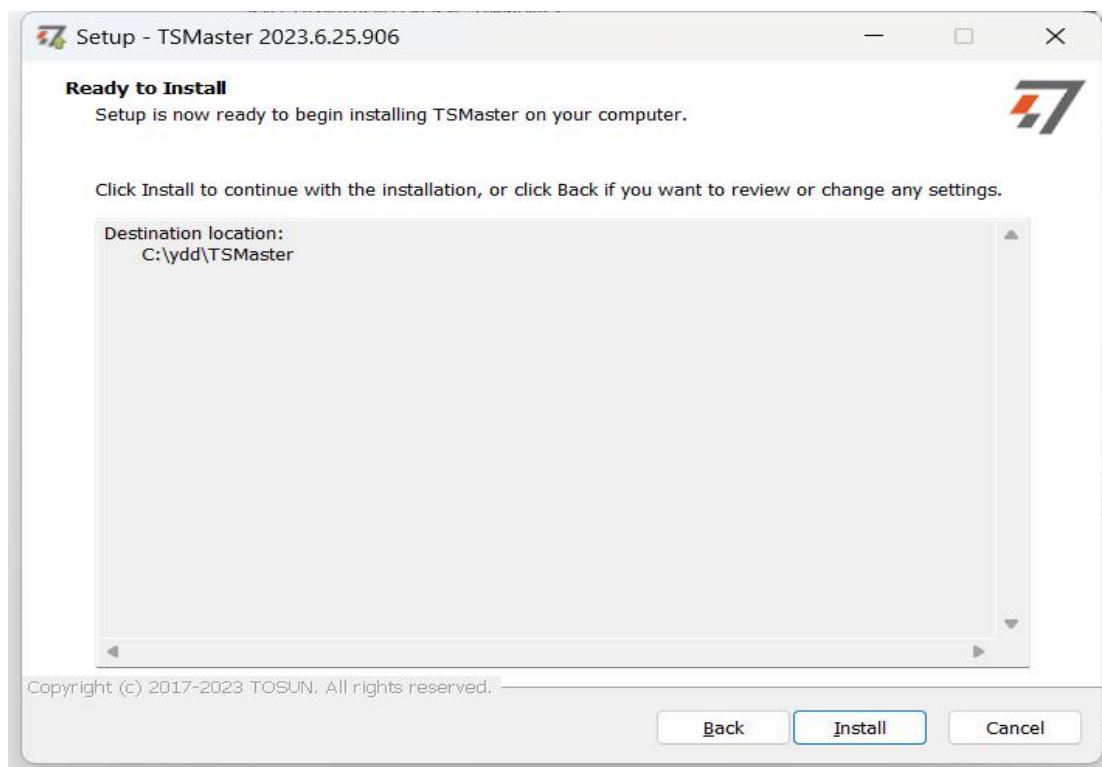 Setup - TSMaster 2023.6.25.906
Ready to Install
Setup is now ready to begin installing TSMaster on your computer.
Click Install to continue with the installation, or click Back if you want to review or change any settings.
Destination location:
C:\ydd\TSMaster
Copyright (c) 2017-2023 TOSUN. All rights reserved.
Back Install Cancel